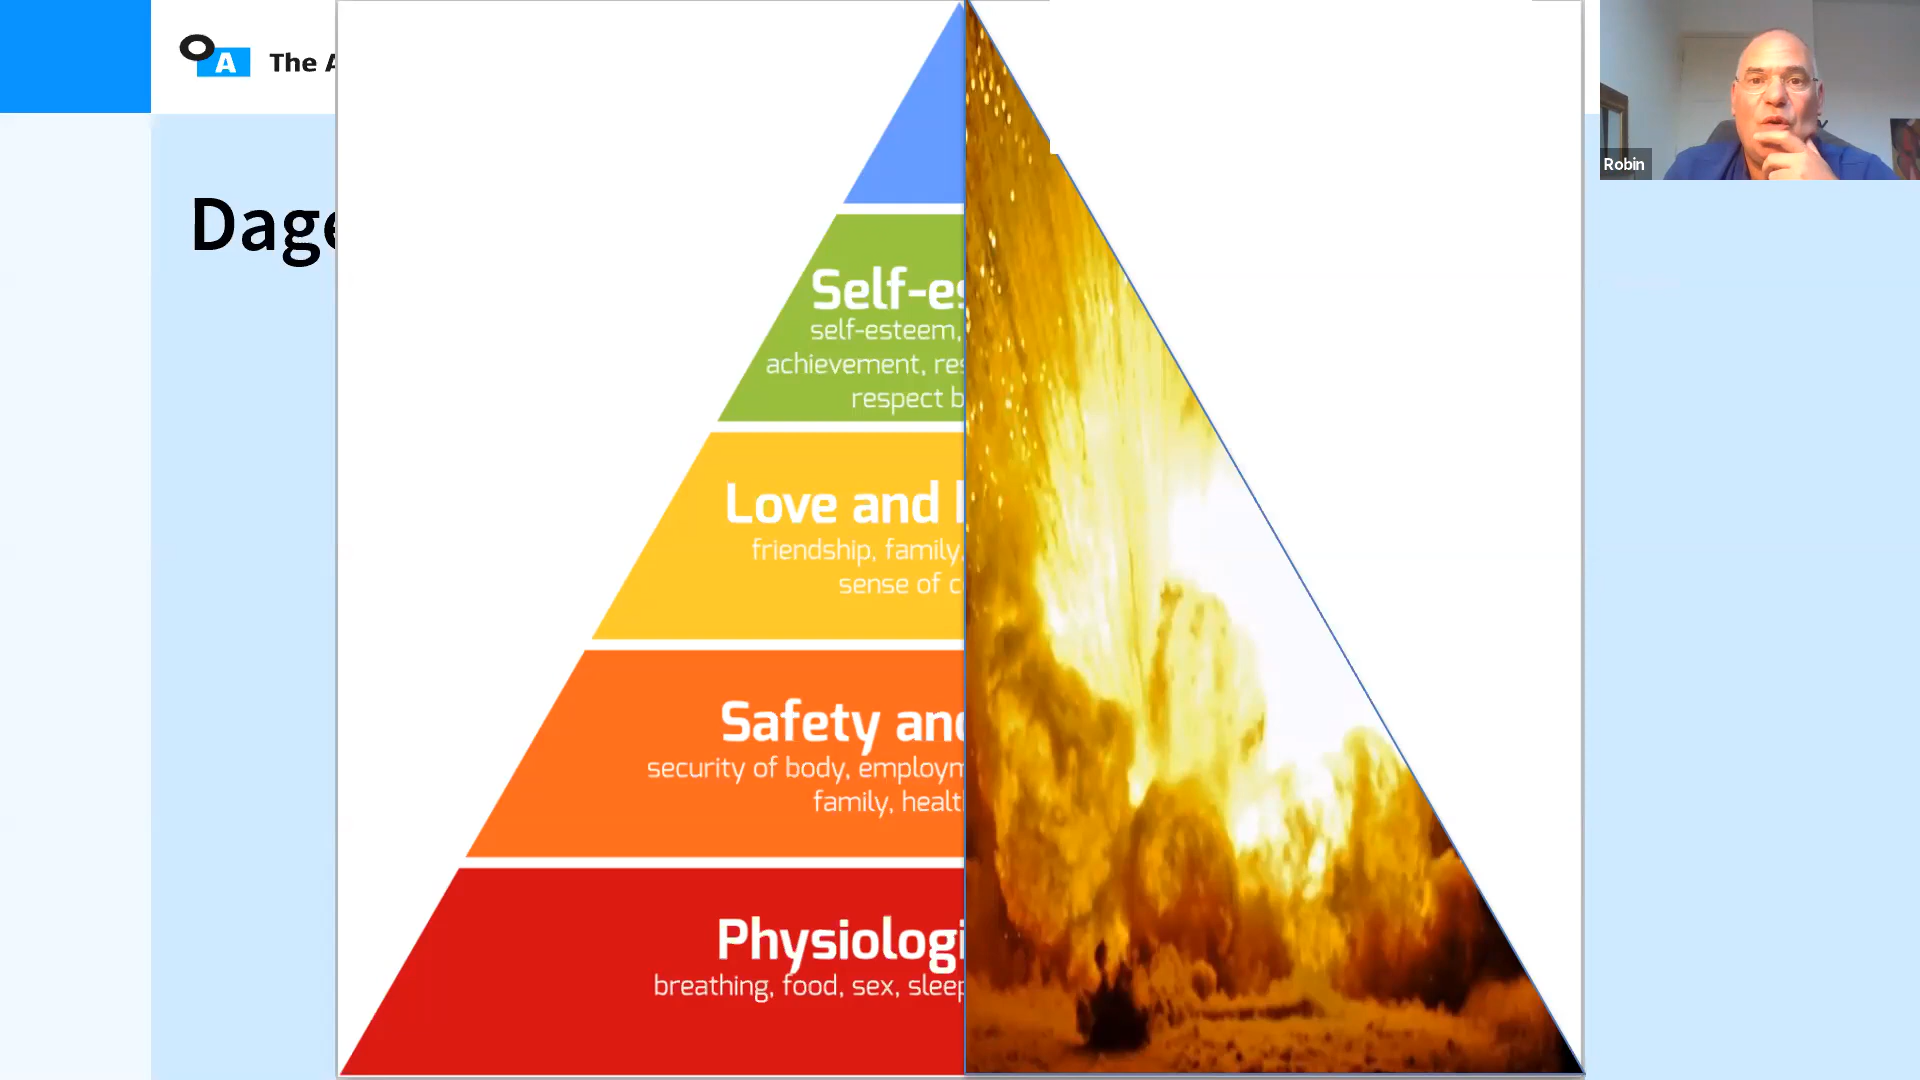 OA The A
Robin
Dage
Self-es
self-esteem,
achievement, res
respect b
Love and
friendship, family,
sense of c
Safety and
security of body, employm
family, healt
Physiologi
breathing, food, sex, sleep